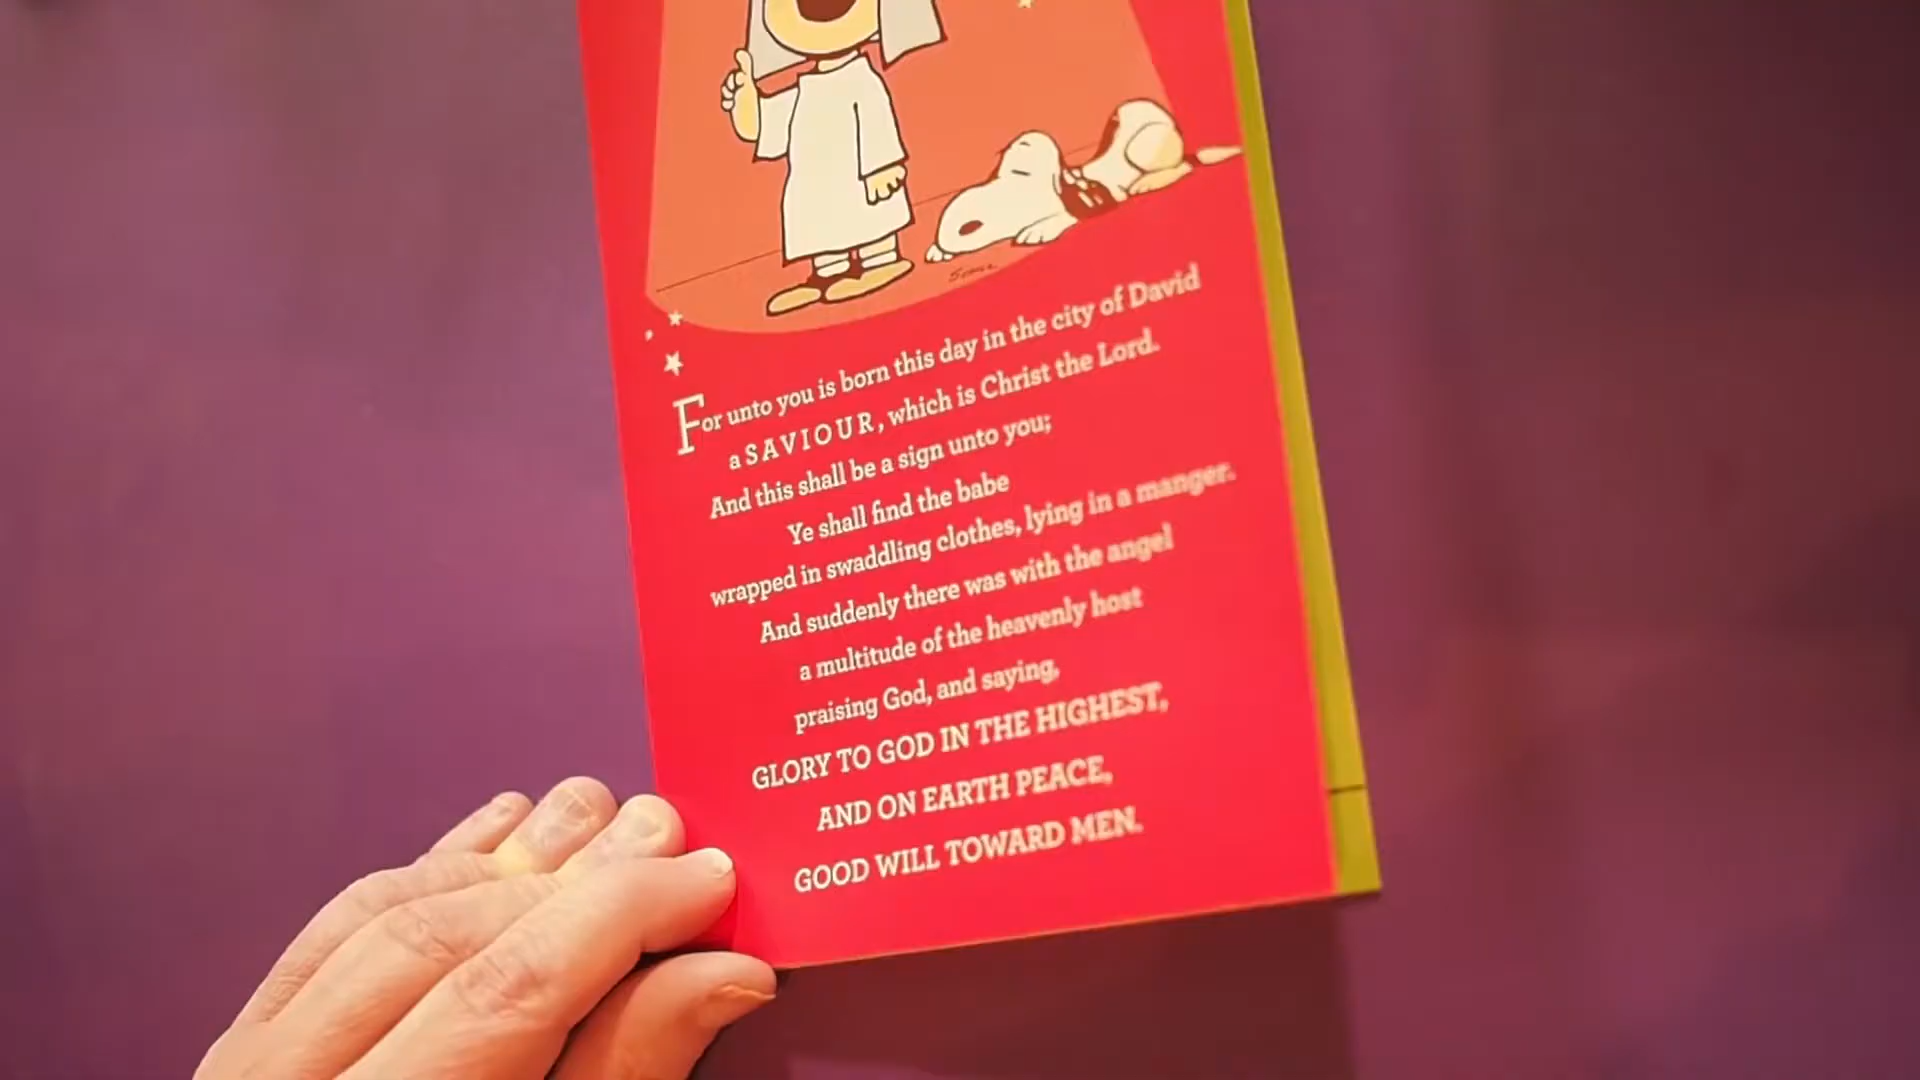 For unto you is born this day in the city of David
a SAVIOUR, which is Christ the Lord.
And this shall be a sign unto you;
Ye shall find the babe
wrapped in swaddling clothes, lying in a manger.
And suddenly there was with the angel
a multitude of the heavenly host
praising God, and saying,
GLORY TO GOD IN THE HIGHEST,
AND ON EARTH PEACE,
GOOD WILL TOWARD MEN.